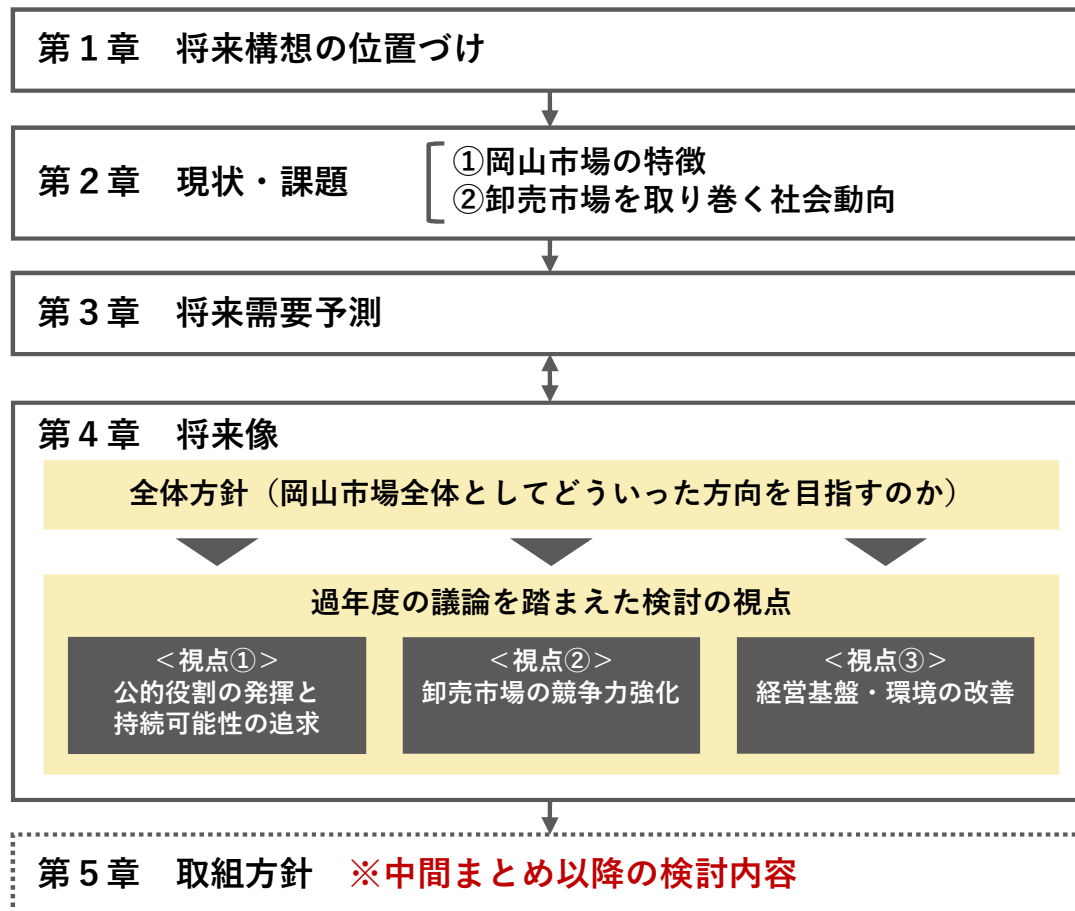 第1章 将来構想の位置づけ
第2章 現状・課題
①岡山市場の特徴
②卸売市場を取り巻く社会動向
第3章 将来需要予測
第4章 将来像
全体方針（岡山市場全体としてどういった方向を目指すのか）
過年度の議論を踏まえた検討の視点
＜視点①＞
公的役割の発揮と
持続可能性の追求
＜視点②＞
卸売市場の競争力強化
＜視点③＞
経営基盤・環境の改善
第5章 取組方針 ※中間まとめ以降の検討内容